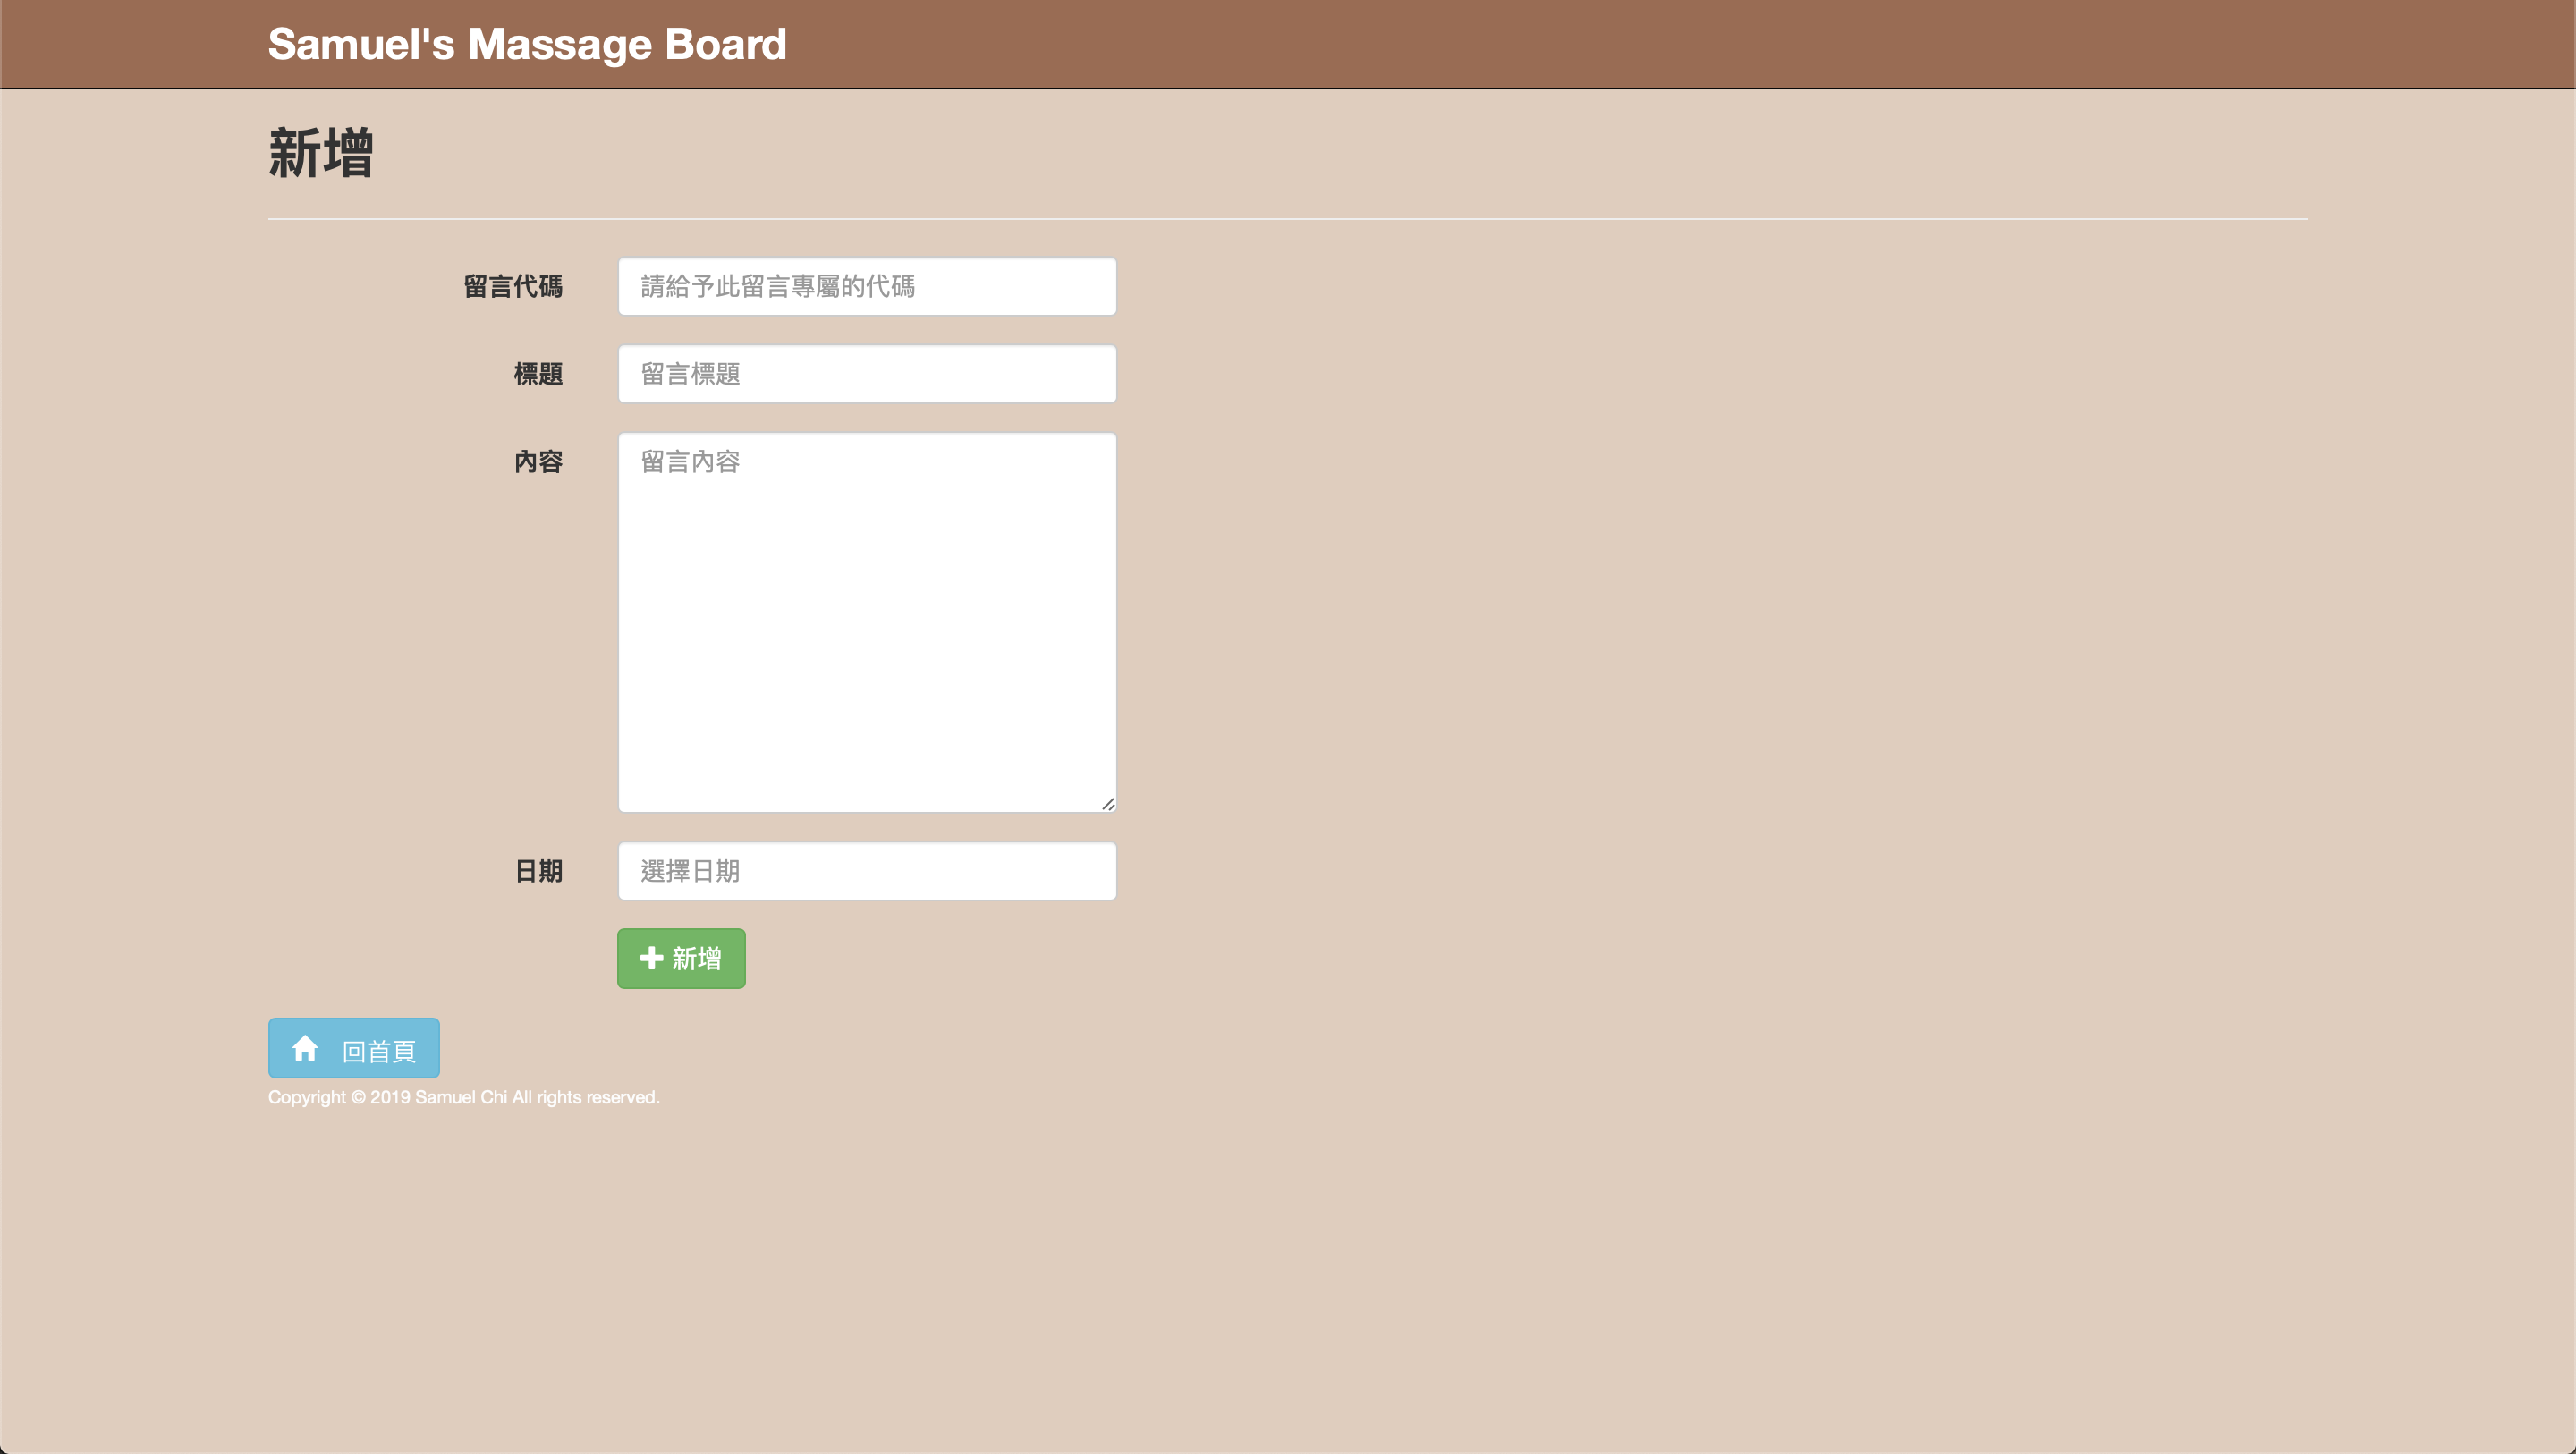 Samuel's Massage Board
新增
留言代碼 請給予此留言專屬的代碼
標題 留言標題
內容 留言內容
日期 選擇日期
新增
回首頁
Copyright © 2019 Samuel Chi All rights reserved.